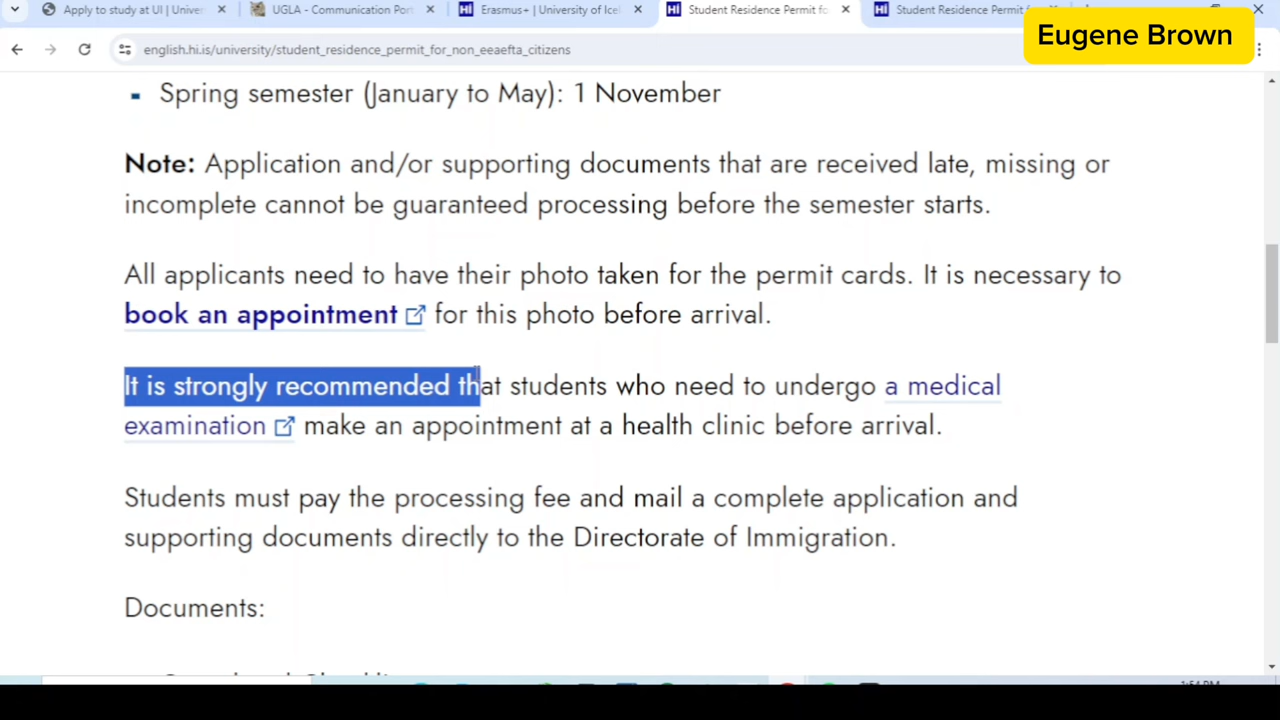 Apply to study at UI | Univer
UGLA - Communication Port
Erasmus+ | University of Icel
Student Residence Permit fo
Student Residence Permit fo
Eugene Brown
english.hi.is/university/student_residence_permit_for_non_eeaefta_citizens
Spring semester (January to May): 1 November
Note: Application and/or supporting documents that are received late, missing or
incomplete cannot be guaranteed processing before the semester starts.
All applicants need to have their photo taken for the permit cards. It is necessary to
book an appointment for this photo before arrival.
It is strongly recommended that students who need to undergo a medical
examination make an appointment at a health clinic before arrival.
Students must pay the processing fee and mail a complete application and
supporting documents directly to the Directorate of Immigration.
Documents:
1:54 PM